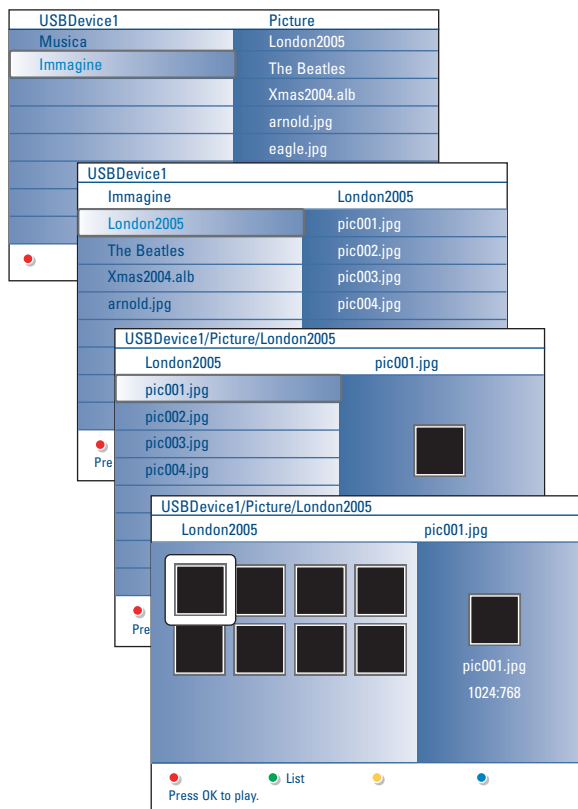 USBDevice1 Picture
Musica London2005
Immagine The Beatles
Xmas2004.alb
arnold.jpg
eagle.jpg
USBDevice1
Immagine London2005
London2005 pic001.jpg
The Beatles pic002.jpg
Xmas2004.alb pic003.jpg
arnold.jpg pic004.jpg
Pre
USBDevice1/Picture/London2005
London2005 pic001.jpg
pic001.jpg
pic002.jpg
pic003.jpg
pic004.jpg
Pre
USBDevice1/Picture/London2005
London2005 pic001.jpg
pic001.jpg
1024:768
List
Press OK to play.